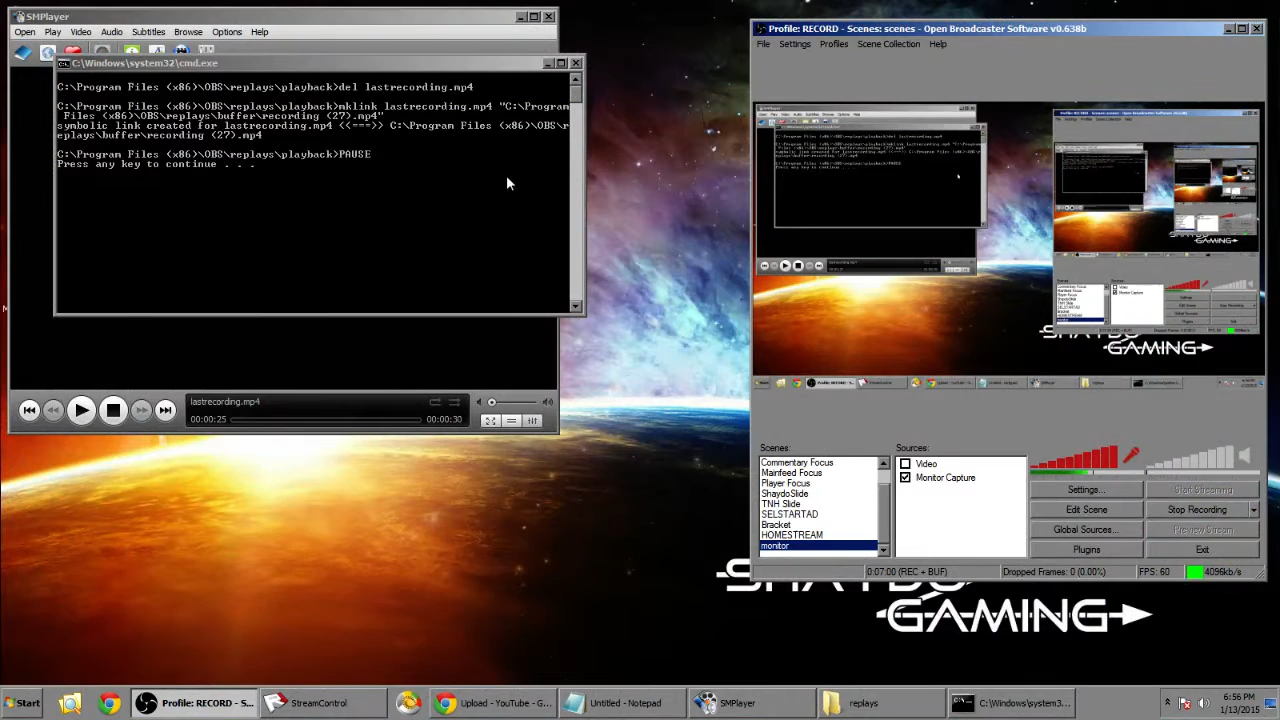 SMPlayer
Open Play Video Audio Subtitles Browse Options Help
C:\Windows\system32\cmd.exe
C:\Program Files (x86)\OBS\replays\playback>del lastrecording.mp4
C:\Program Files (x86)\OBS\replays\playback>mklink lastrecording.mp4 "C:\Program
Files (x86)\OBS\replays\buffer\recording (27).mp4"
symbolic link created for lastrecording.mp4 <<===>> C:\Program Files (x86)\OBS\r
eplays\buffer\recording (27).mp4
C:\Program Files (x86)\OBS\replays\playback>PAUSE
Press any key to continue . . .
lastrecording.mp4
00:00:25
00:00:30
Profile: RECORD - Scenes: scenes - Open Broadcaster Software v0.638b
File Settings Profiles Scene Collection Help
GAMING
Scenes:
Commentary Focus
Mainfeed Focus
Player Focus
ShaydoSlide
TNH Slide
SELSTARTAD
Bracket
HOMESTREAM
monitor
Sources:
Video
Monitor Capture
Settings...
Start Streaming
Edit Scene
Stop Recording
Global Sources...
Preview Stream
Plugins
Exit
0:07:00 (REC + BUF)
Dropped Frames: 0 (0.00%)
FPS: 60
4096kb/s
GAMING
Start
Profile: RECORD - S...
StreamControl
Upload - YouTube - G...
Untitled - Notepad
SMPlayer
replays
C:\Windows\system3...
6:56 PM
1/13/2015